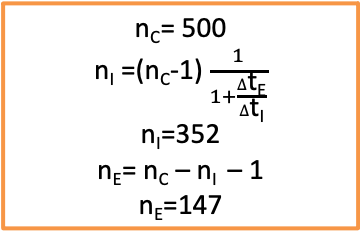 n_C= 500
n_I =(n_C-1) 1/(1+Δt_E/Δt_I)
n_I=352
n_E= n_C – n_I – 1
n_E=147